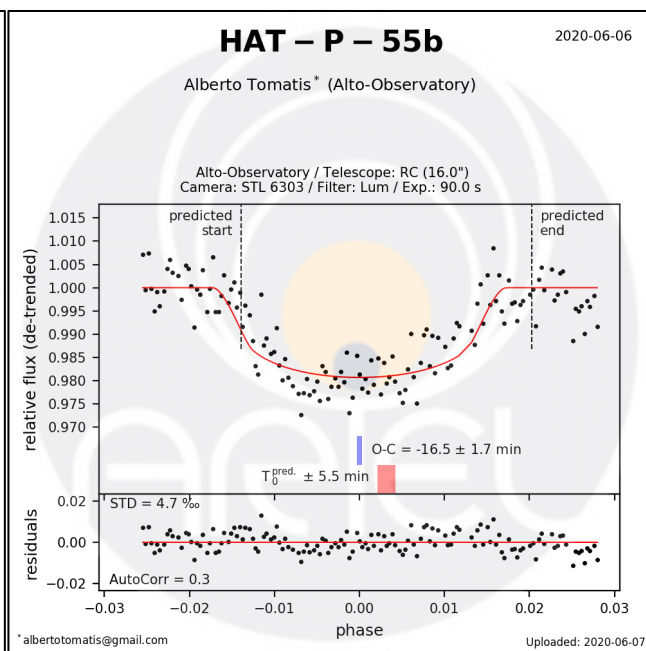 HAT − P − 55b
2020-06-06
Alberto Tomatis* (Alto-Observatory)
Alto-Observatory / Telescope: RC (16.0")
Camera: STL 6303 / Filter: Lum / Exp.: 90.0 s
predicted
start
predicted
end
relative flux (de-trended)
1.015
1.010
1.005
1.000
0.995
0.990
0.985
0.980
0.975
0.970
O-C = -16.5 ± 1.7 min
T₀^pred. ± 5.5 min
ariel
residuals
0.02
0.00
−0.02
STD = 4.7 ‰
AutoCorr = 0.3
−0.03
−0.02
−0.01
0.00
0.01
0.02
0.03
phase
*albertotomatis@gmail.com
Uploaded: 2020-06-07